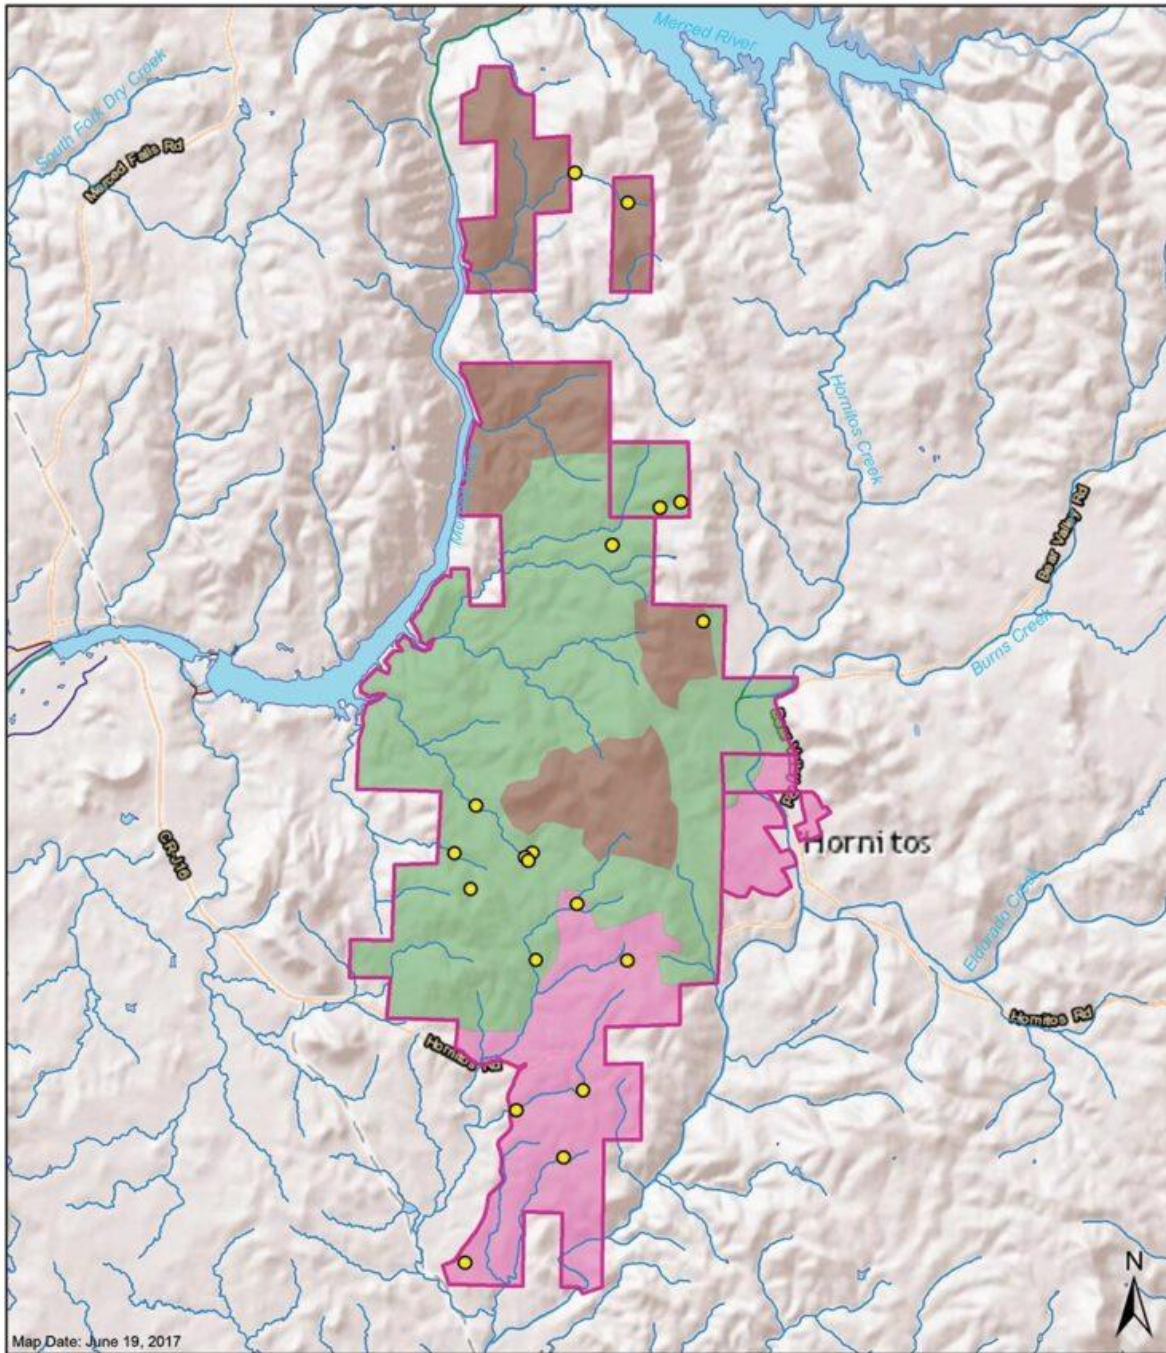 Merced River
South Fork Dry Creek
Merced Falls Rd
Hornitos Creek
Bear Valley Rd
Burns Creek
CR-J16
Hornitos
Eldorado Creek
Hornitos Rd
Hornitos Rd
N
Map Date: June 19, 2017